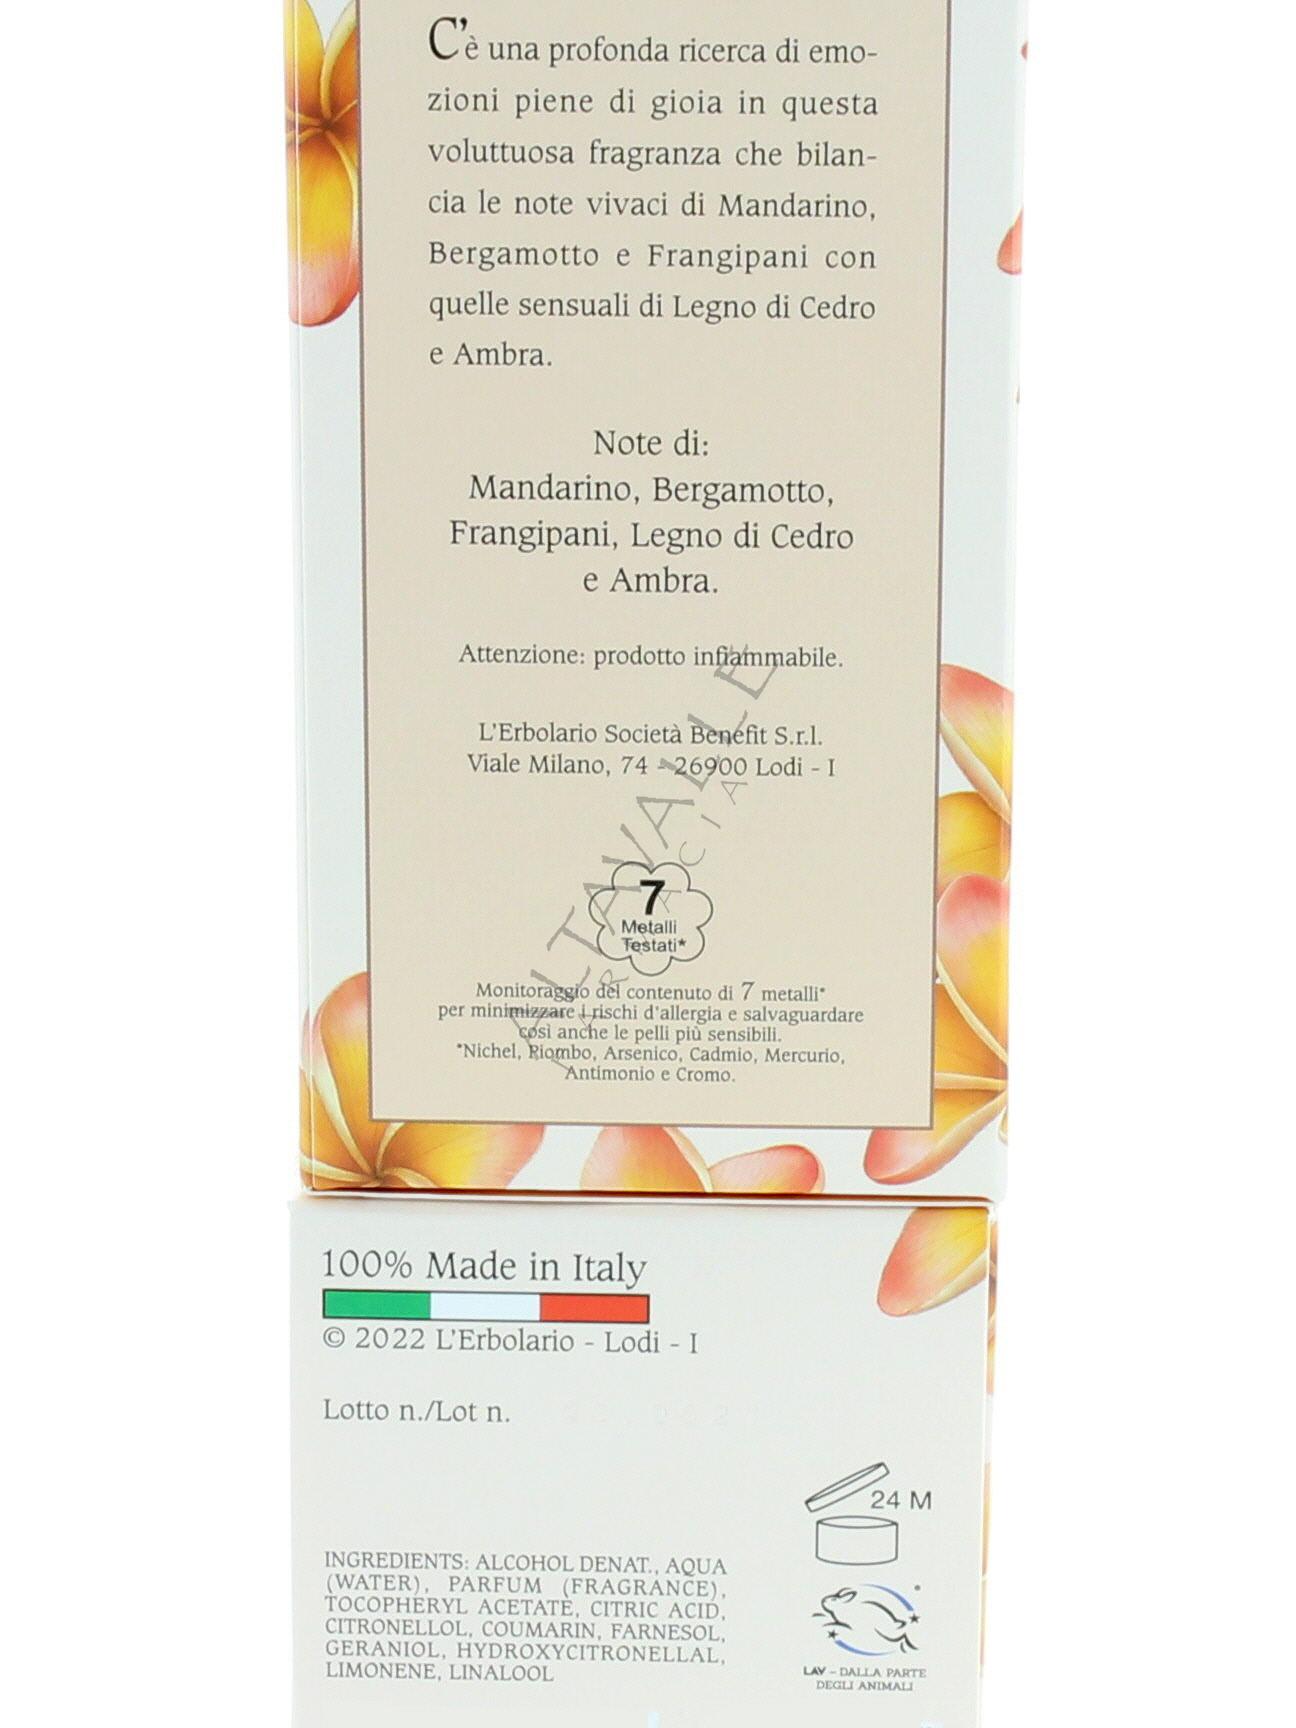 C'è una profonda ricerca di emo-
zioni piene di gioia in questa
voluttuosa fragranza che bilan-
cia le note vivaci di Mandarino,
Bergamotto e Frangipani con
quelle sensuali di Legno di Cedro
e Ambra.
Note di:
Mandarino, Bergamotto,
Frangipani, Legno di Cedro
e Ambra.
Attenzione: prodotto infiammabile.
L'Erbolario Società Benefit S.r.l.
Viale Milano, 74 - 26900 Lodi - I
ALTAVALLE
FARMACIA
7
Metalli
Testati*
Monitoraggio del contenuto di 7 metalli*
per minimizzare i rischi d'allergia e salvaguardare
così anche le pelli più sensibili.
*Nichel, Piombo, Arsenico, Cadmio, Mercurio,
Antimonio e Cromo.
100% Made in Italy
© 2022 L'Erbolario - Lodi - I
Lotto n./Lot n.
24 M
INGREDIENTS: ALCOHOL DENAT., AQUA
(WATER), PARFUM (FRAGRANCE),
TOCOPHERYL ACETATE, CITRIC ACID,
CITRONELLOL, COUMARIN, FARNESOL,
GERANIOL, HYDROXYCITRONELLAL,
LIMONENE, LINALOOL
LAV - DALLA PARTE
DEGLI ANIMALI